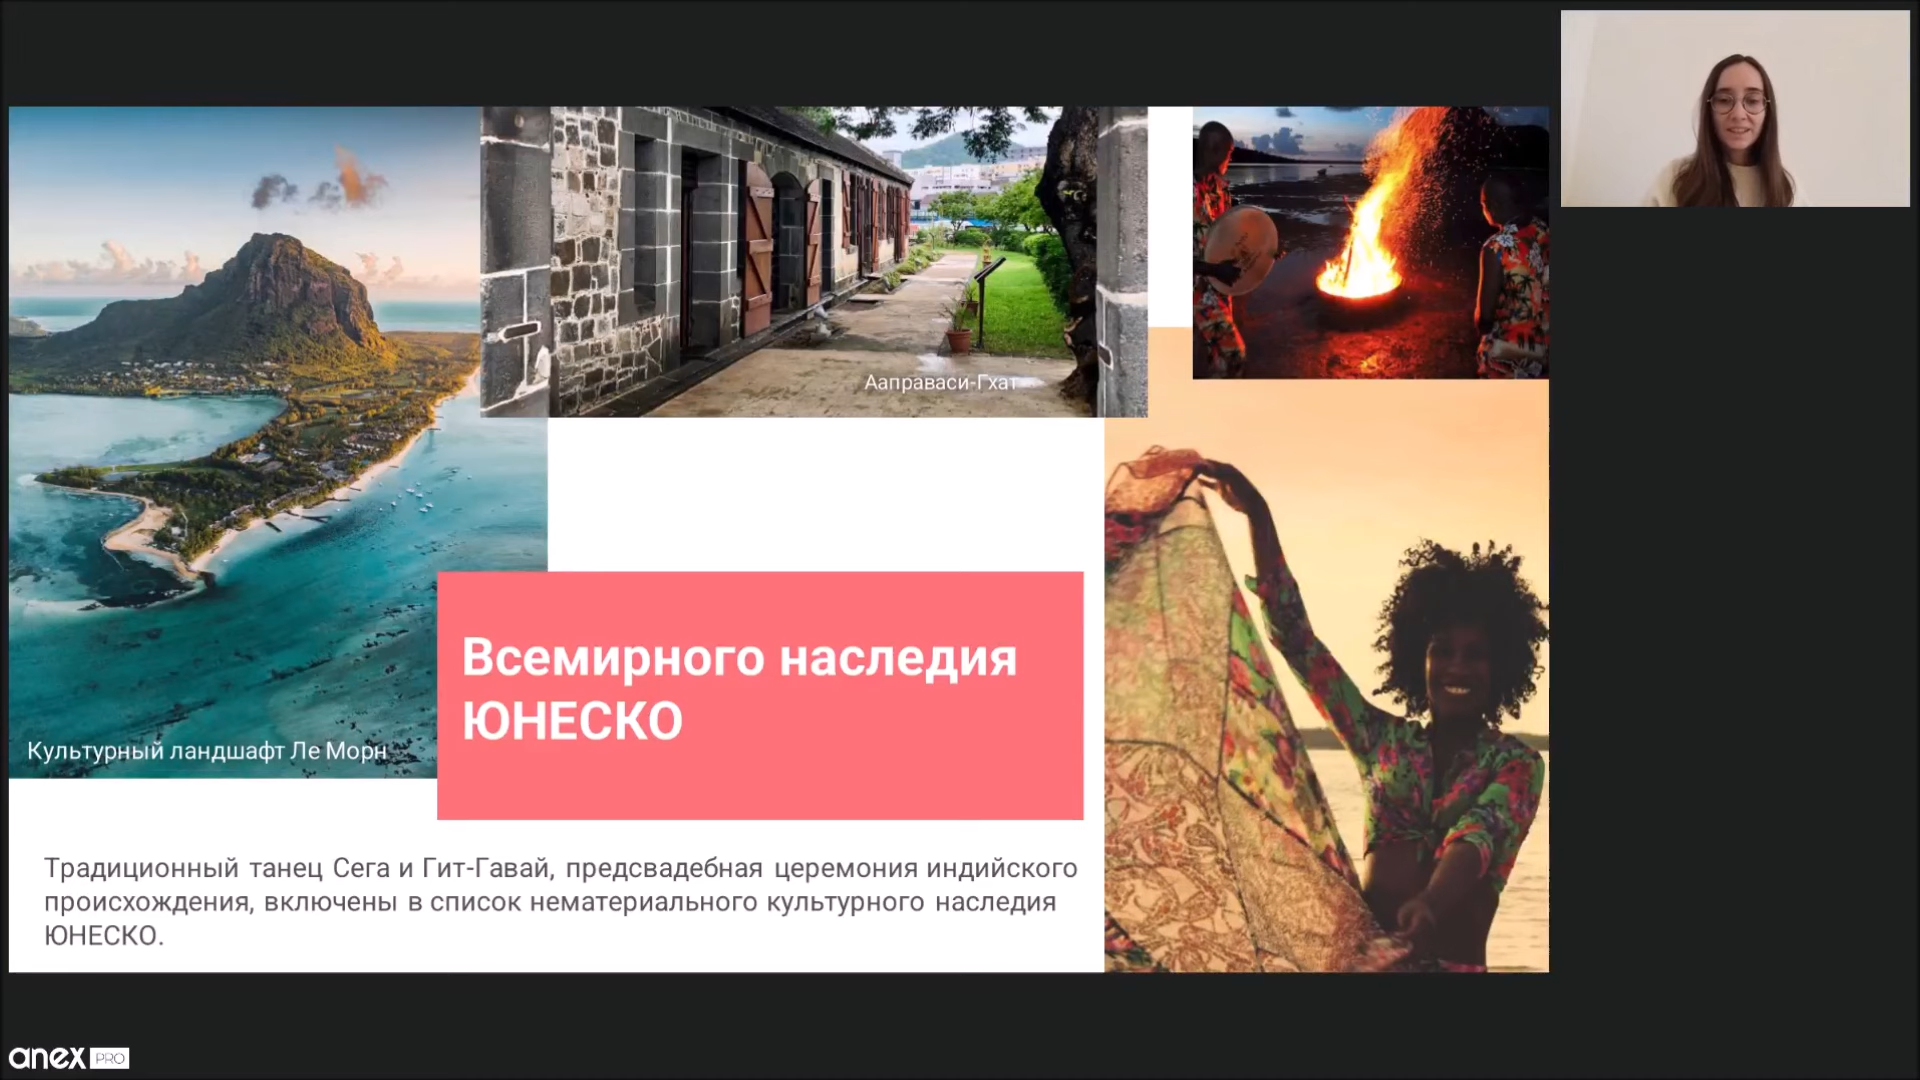 Ааправаси-Гхат
Всемирного наследия
ЮНЕСКО
Культурный ландшафт Ле Морн
Традиционный танец Сега и Гит-Гавай, предсвадебная церемония индийского
происхождения, включены в список нематериального культурного наследия
ЮНЕСКО.
anex PRO